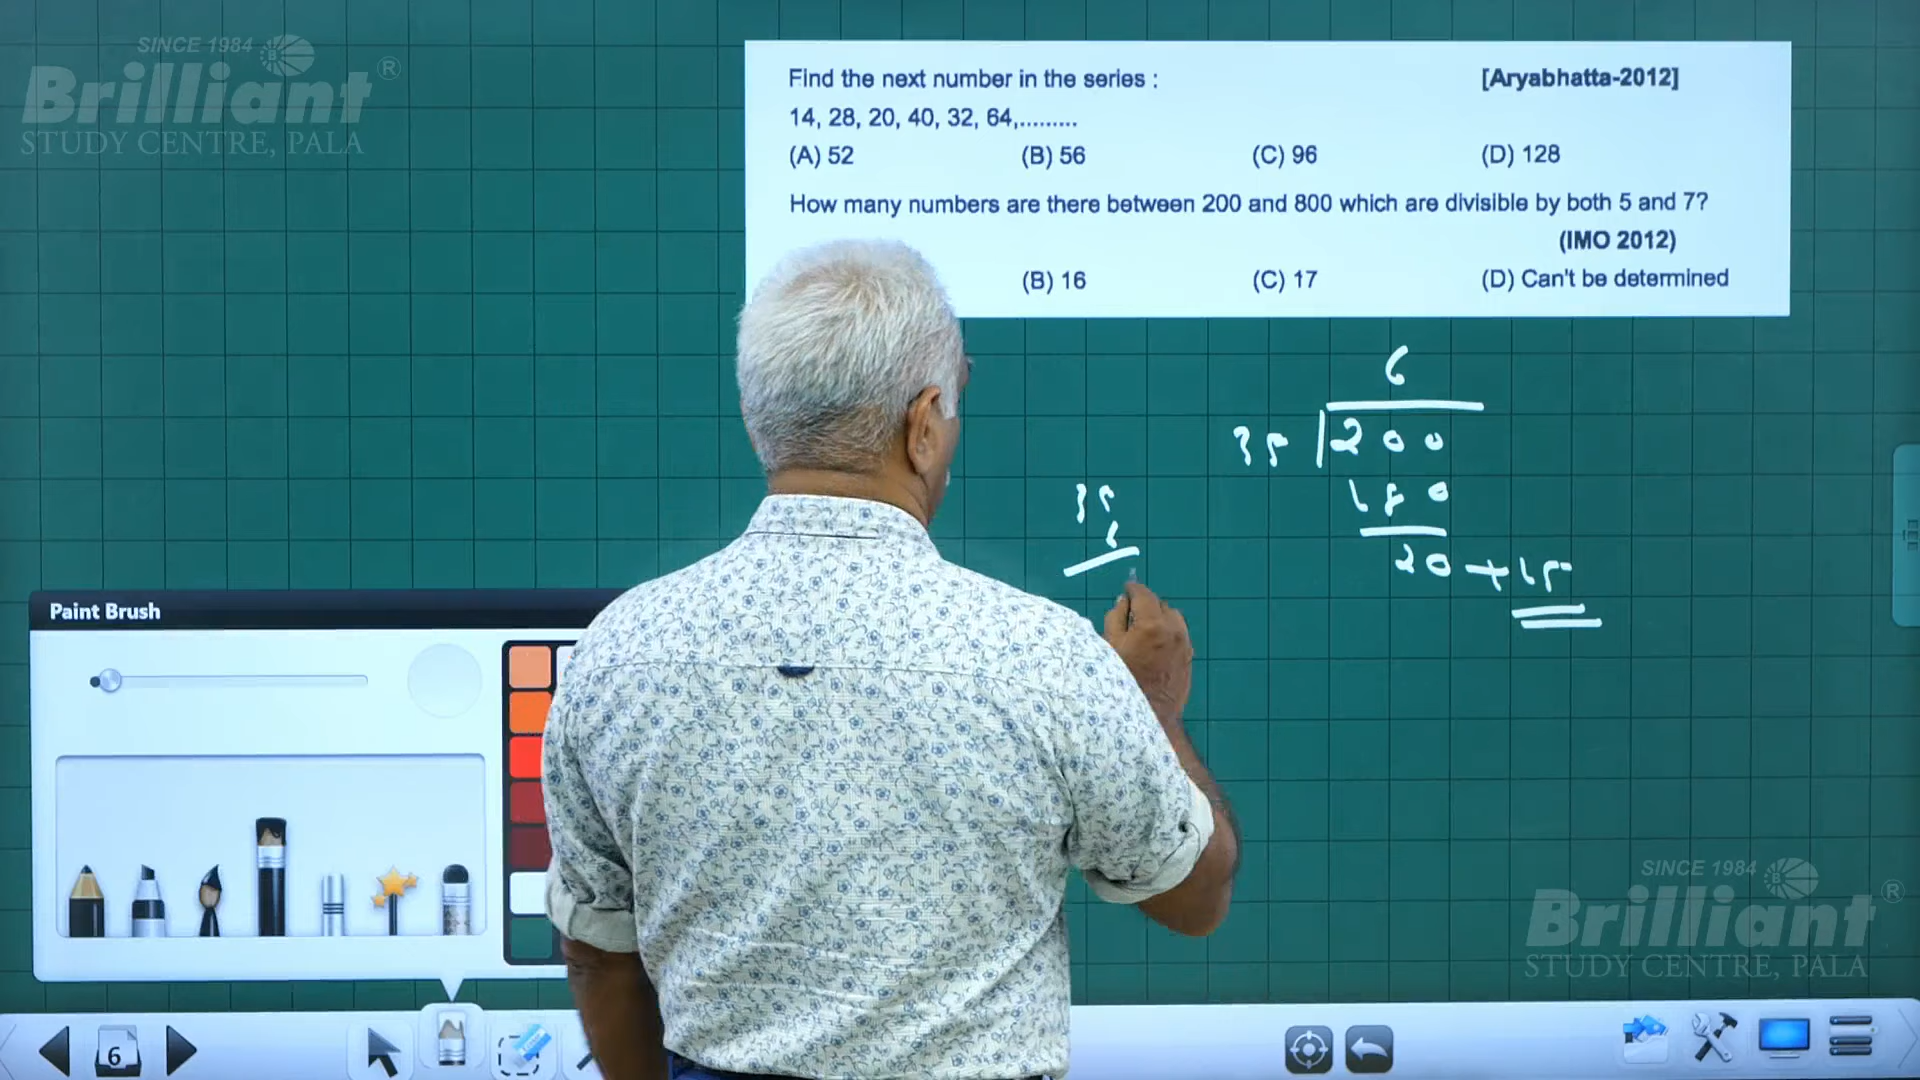 SINCE 1984
Brilliant®
STUDY CENTRE, PALA
Find the next number in the series : [Aryabhatta-2012]
14, 28, 20, 40, 32, 64,.........
(A) 52 (B) 56 (C) 96 (D) 128
How many numbers are there between 200 and 800 which are divisible by both 5 and 7?
(IMO 2012)
(B) 16 (C) 17 (D) Can't be determined
6
35 200
180
20 + 15
35
6
Paint Brush
6
SINCE 1984
Brilliant®
STUDY CENTRE, PALA